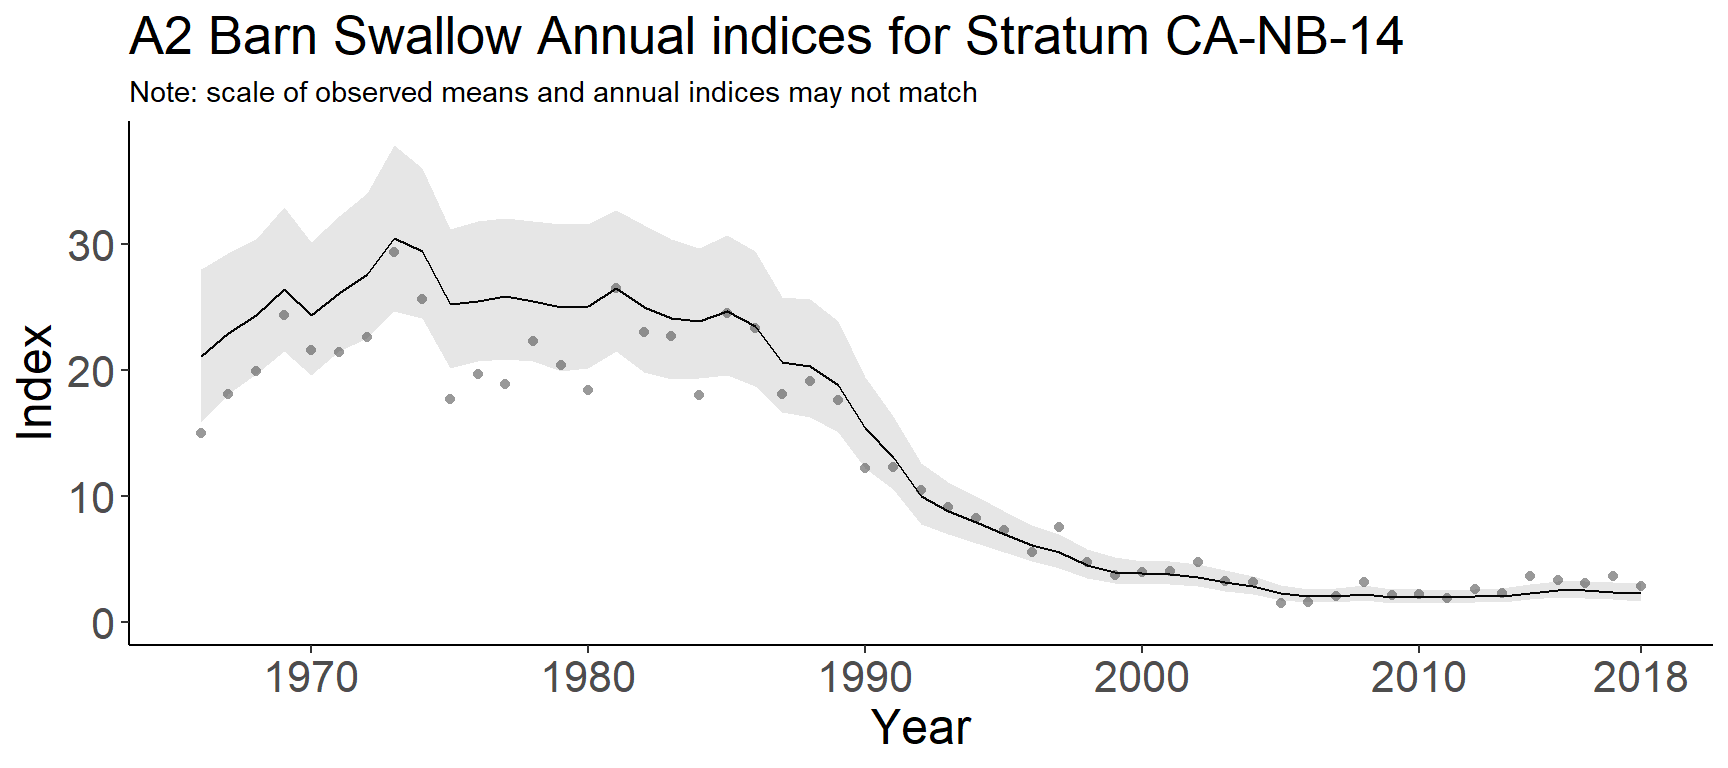 A2 Barn Swallow Annual indices for Stratum CA-NB-14
Note: scale of observed means and annual indices may not match
Index
30
20
10
0
1970 1980 1990 2000 2010 2018
Year